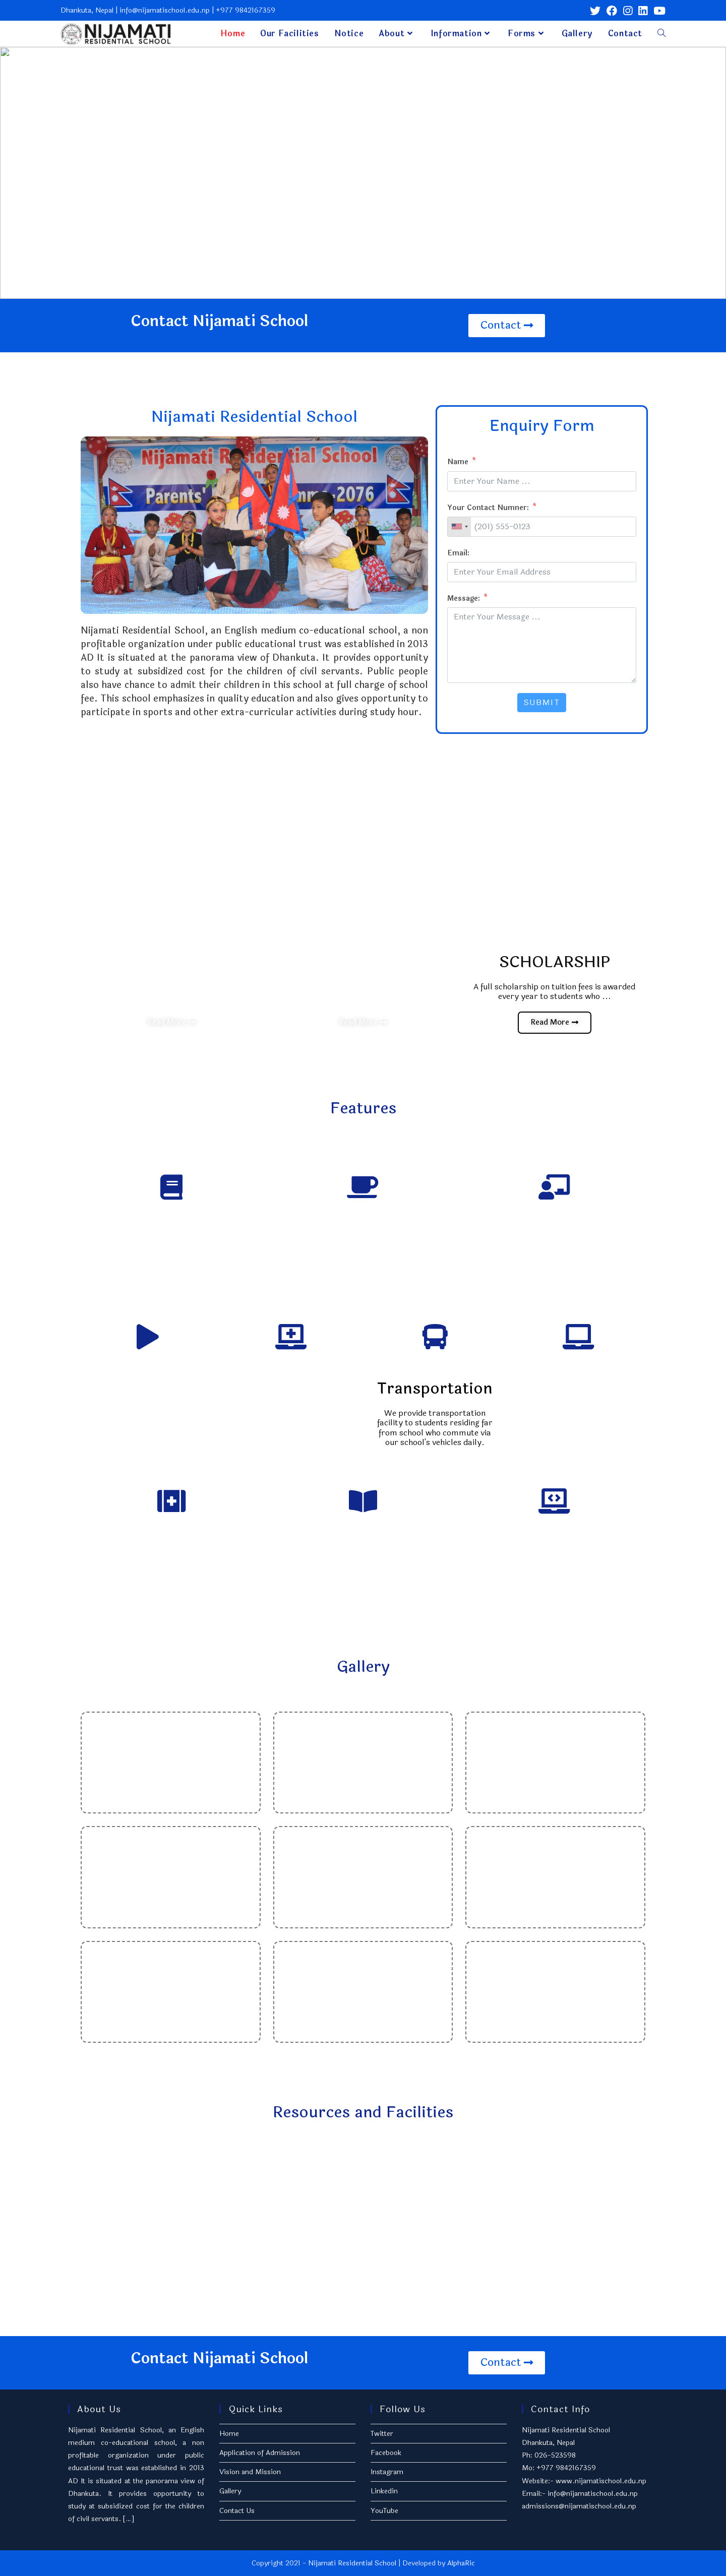 Dhankuta, Nepal | info@nijamatischool.edu.np | +977 9842167359
NIJAMATI
RESIDENTIAL SCHOOL
Home
Our Facilities
Notice
About
Information
Forms
Gallery
Contact
Contact Nijamati School
Contact
Nijamati Residential School
Nijamati Residential School, an English medium co-educational school, a non
profitable organization under public educational trust was established in 2013
AD It is situated at the panorama view of Dhankuta. It provides opportunity
to study at subsidized cost for the children of civil servants. Public people
also have chance to admit their children in this school at full charge of school
fee. This school emphasizes in quality education and also gives opportunity to
participate in sports and other extra-curricular activities during study hour.
Enquiry Form
Name *
Enter Your Name ...
Your Contact Numner: *
(201) 555-0123
Email:
Enter Your Email Address
Message: *
Enter Your Message ...
SUBMIT
Read More
Read More
SCHOLARSHIP
A full scholarship on tuition fees is awarded
every year to students who ...
Read More
Features
Transportation
We provide transportation
facility to students residing far
from school who commute via
our school's vehicles daily.
Gallery
Resources and Facilities
Contact Nijamati School
Contact
About Us
Nijamati Residential School, an English
medium co-educational school, a non
profitable organization under public
educational trust was established in 2013
AD It is situated at the panorama view of
Dhankuta. It provides opportunity to
study at subsidized cost for the children
of civil servants. [...]
Quick Links
Home
Application of Admission
Vision and Mission
Gallery
Contact Us
Follow Us
Twitter
Facebook
Instagram
Linkedin
YouTube
Contact Info
Nijamati Residential School
Dhankuta, Nepal
Ph: 026-523598
Mo: +977 9842167359
Website:- www.nijamatischool.edu.np
Email:- info@nijamatischool.edu.np
admissions@nijamatischool.edu.np
Copyright 2021 - Nijamati Residential School | Developed by AlphaRic